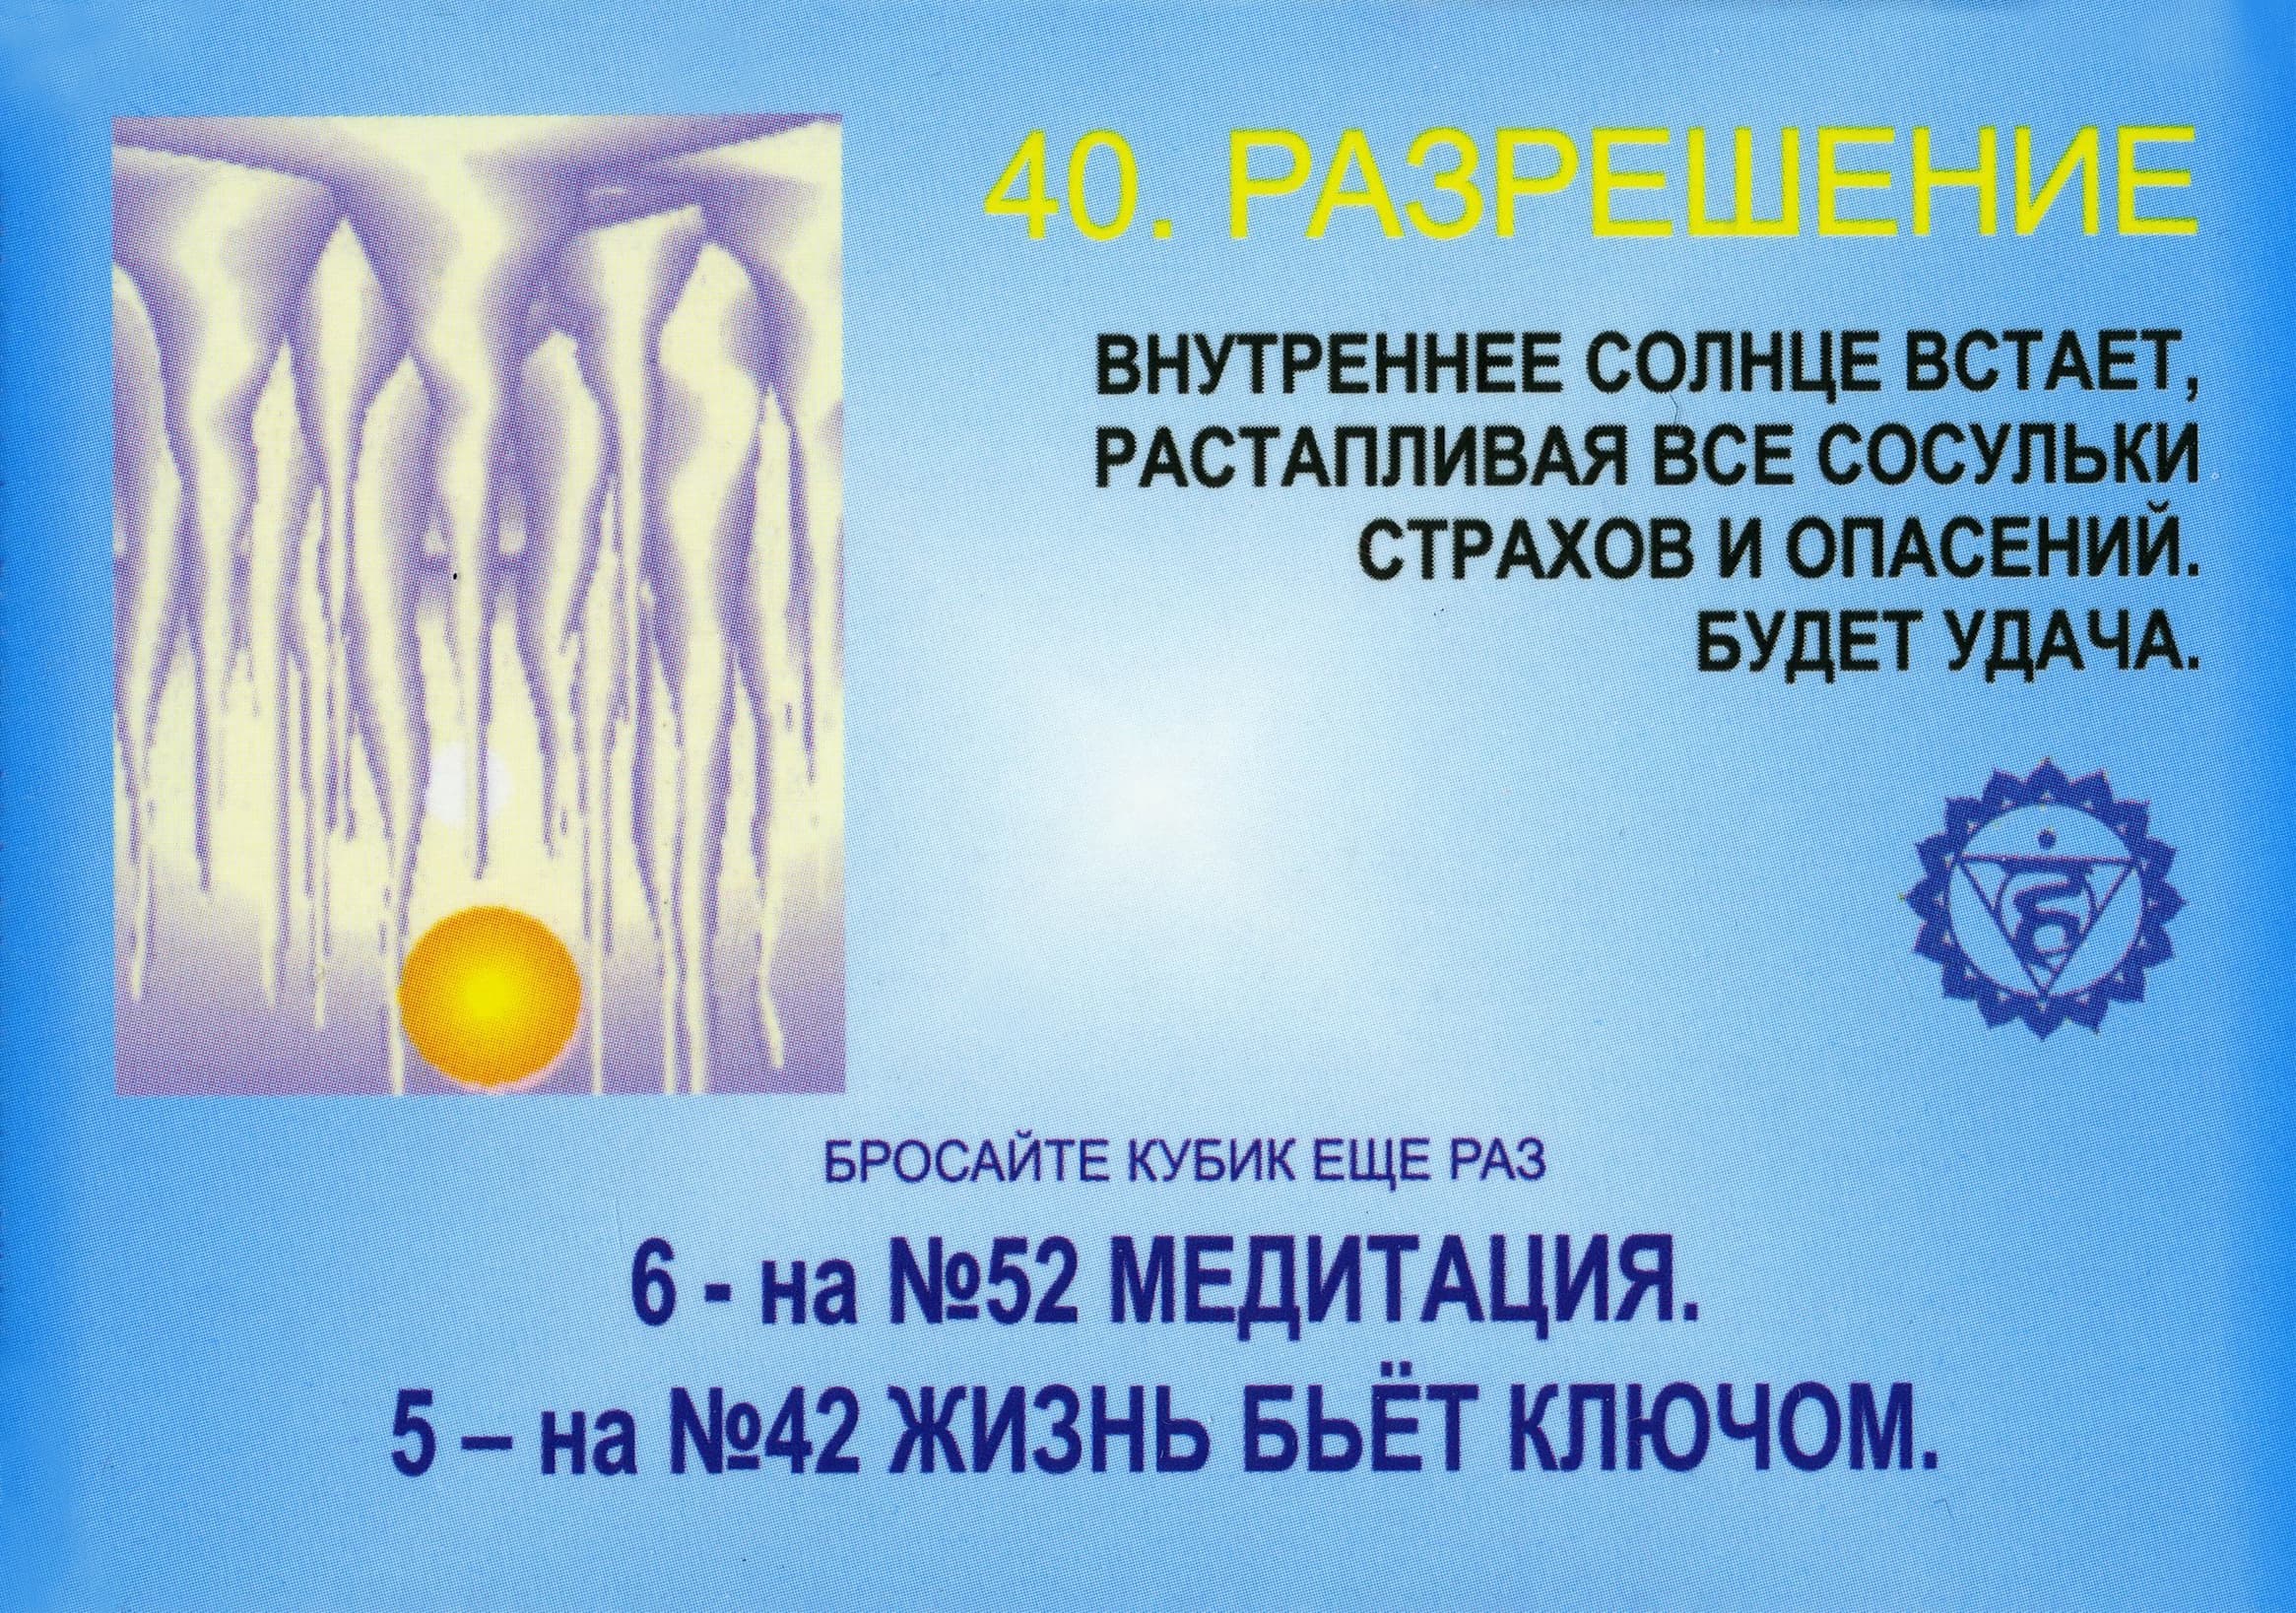 40. РАЗРЕШЕНИЕ
ВНУТРЕННЕЕ СОЛНЦЕ ВСТАЕТ,
РАСТАПЛИВАЯ ВСЕ СОСУЛЬКИ
СТРАХОВ И ОПАСЕНИЙ.
БУДЕТ УДАЧА.
БРОСАЙТЕ КУБИК ЕЩЕ РАЗ
6 - на №52 МЕДИТАЦИЯ.
5 – на №42 ЖИЗНЬ БЬЁТ КЛЮЧОМ.